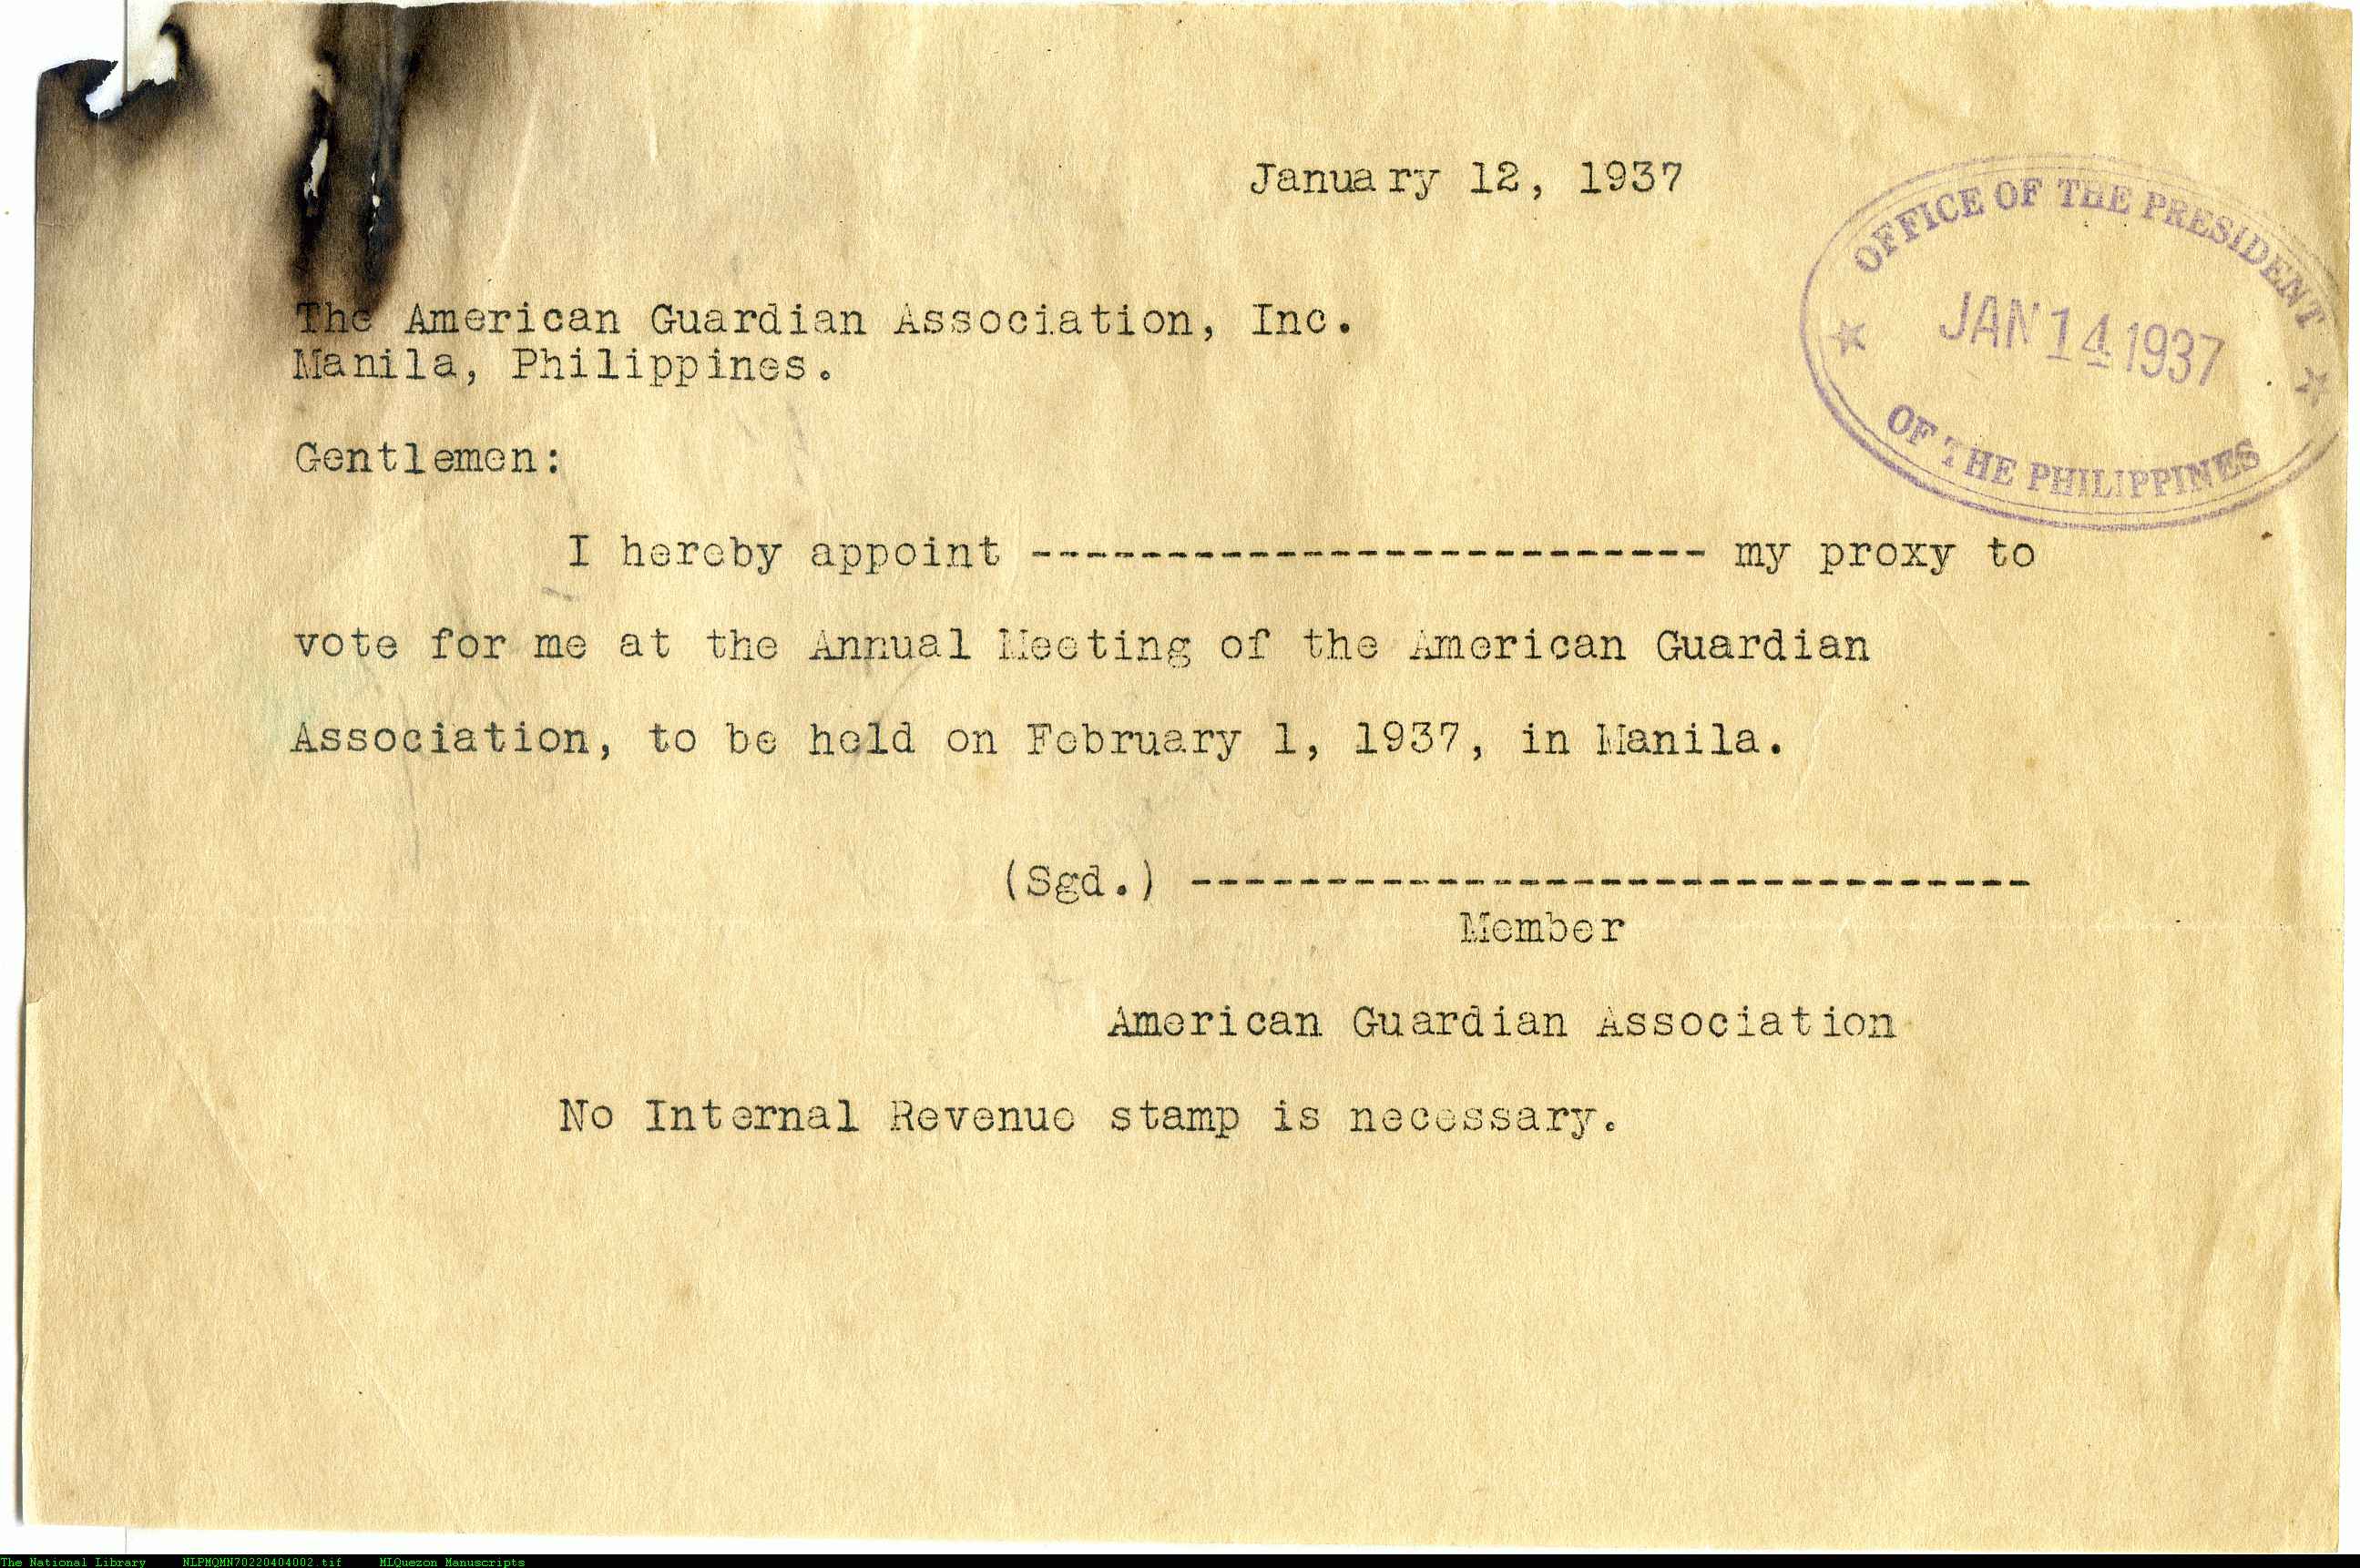 January 12, 1937
OFFICE OF THE PRESIDENT
JAN 14 1937
OF THE PHILIPPINES
The American Guardian Association, Inc.
Manila, Philippines.
Gentlemen:
I hereby appoint ------------------------- my proxy to
vote for me at the Annual Meeting of the American Guardian
Association, to be held on February 1, 1937, in Manila.
(Sgd.) -------------------------------
Member
American Guardian Association
No Internal Revenue stamp is necessary.
The National Library NLPMQMN70220404002.tif MLQuezon Manuscripts